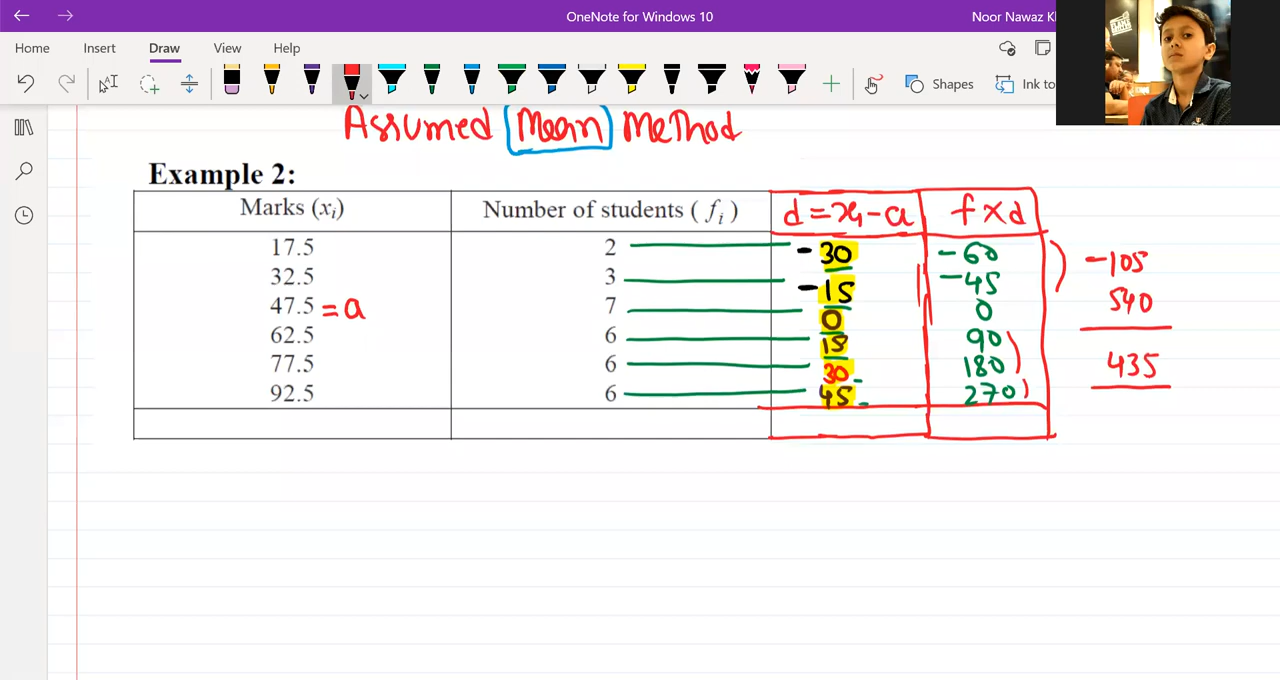 OneNote for Windows 10
Noor Nawaz Kh
Home Insert Draw View Help
Shapes Ink to
Assumed Mean Method
Example 2:
Marks (xi) Number of students ( fi ) d = x1 - a f × d
17.5 2 -30 -60
32.5 3 -15 -45
47.5 = a 7 0 0
62.5 6 15 90
77.5 6 30 180
92.5 6 45 270
-105
540
435